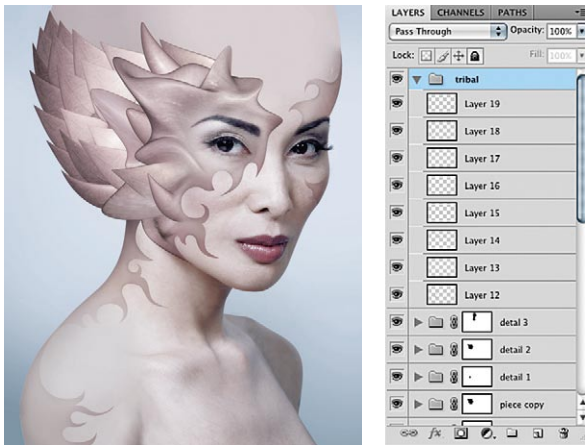 LAYERS CHANNELS PATHS
Pass Through Opacity: 100%
Lock: Fill: 100%
tribal
Layer 19
Layer 18
Layer 17
Layer 16
Layer 15
Layer 14
Layer 13
Layer 12
detal 3
detail 2
detail 1
piece copy
fx